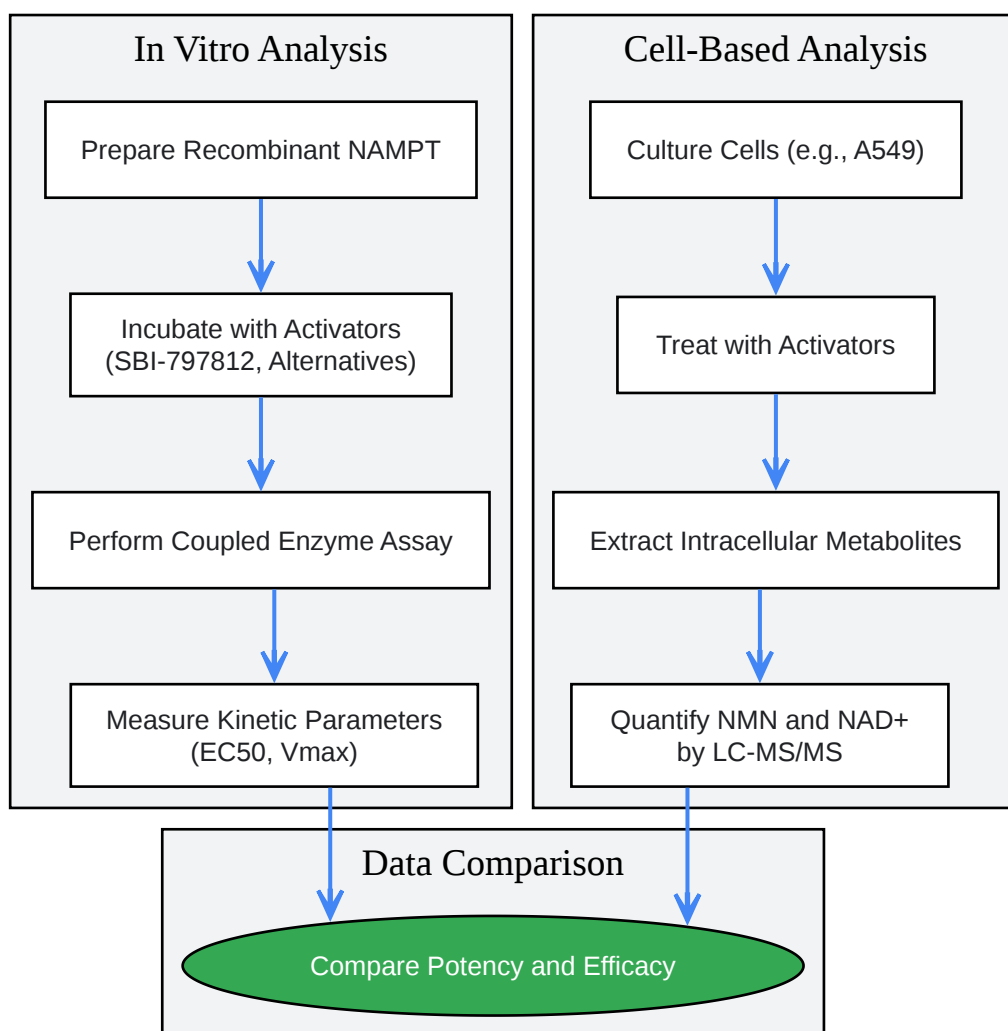 In Vitro Analysis
Prepare Recombinant NAMPT
Incubate with Activators
(SBI-797812, Alternatives)
Perform Coupled Enzyme Assay
Measure Kinetic Parameters
(EC50, Vmax)
Cell-Based Analysis
Culture Cells (e.g., A549)
Treat with Activators
Extract Intracellular Metabolites
Quantify NMN and NAD+
by LC-MS/MS
Data Comparison
Compare Potency and Efficacy